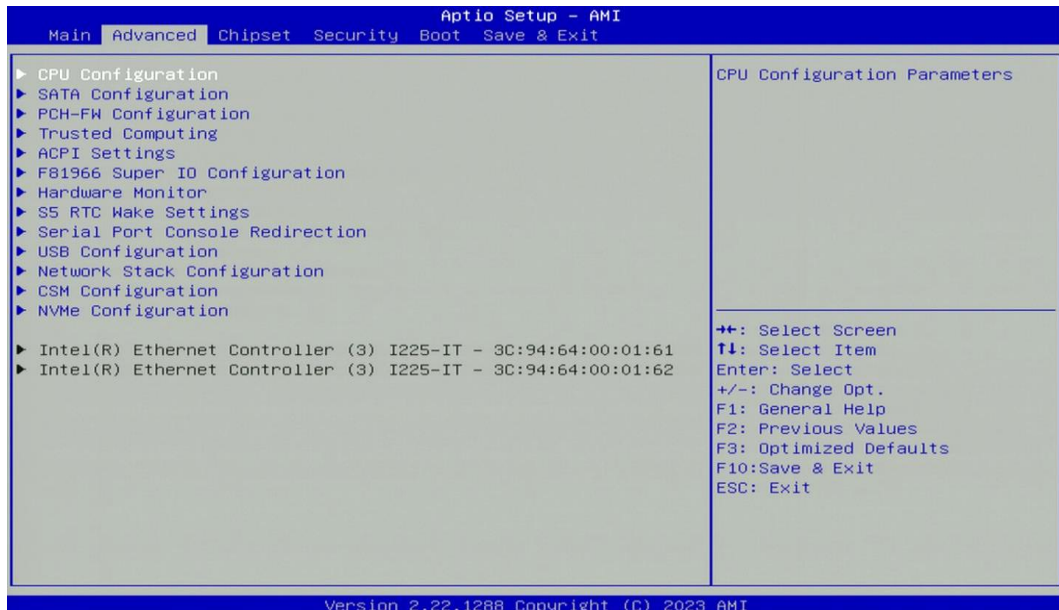 Aptio Setup - AMI
Main Advanced Chipset Security Boot Save & Exit
CPU Configuration
SATA Configuration
PCH-FW Configuration
Trusted Computing
ACPI Settings
F81966 Super IO Configuration
Hardware Monitor
S5 RTC Wake Settings
Serial Port Console Redirection
USB Configuration
Network Stack Configuration
CSM Configuration
NVMe Configuration
Intel(R) Ethernet Controller (3) I225-IT - 3C:94:64:00:01:61
Intel(R) Ethernet Controller (3) I225-IT - 3C:94:64:00:01:62
CPU Configuration Parameters
→←: Select Screen
↑↓: Select Item
Enter: Select
+/-: Change Opt.
F1: General Help
F2: Previous Values
F3: Optimized Defaults
F10:Save & Exit
ESC: Exit
Version 2.22.1288 Copyright (C) 2023 AMI